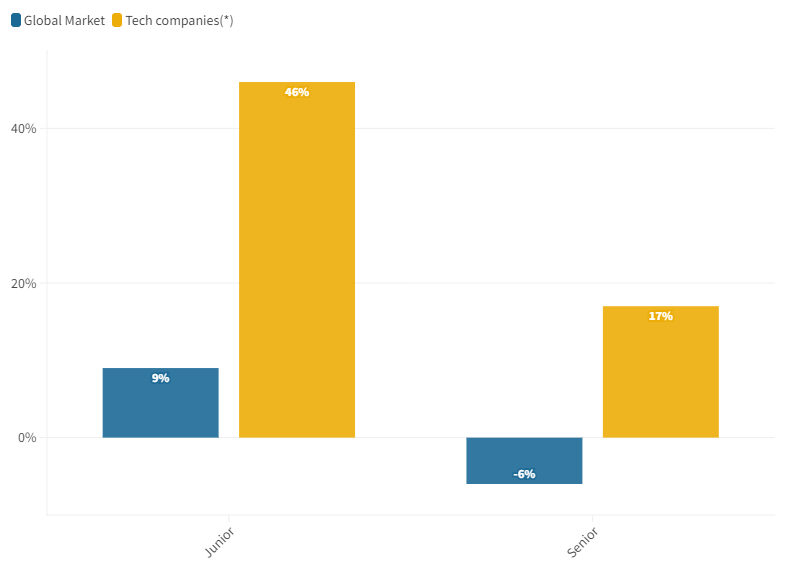 Global Market Tech companies(*)
46%
40%
20%
17%
9%
0%
-6%
Junior
Senior